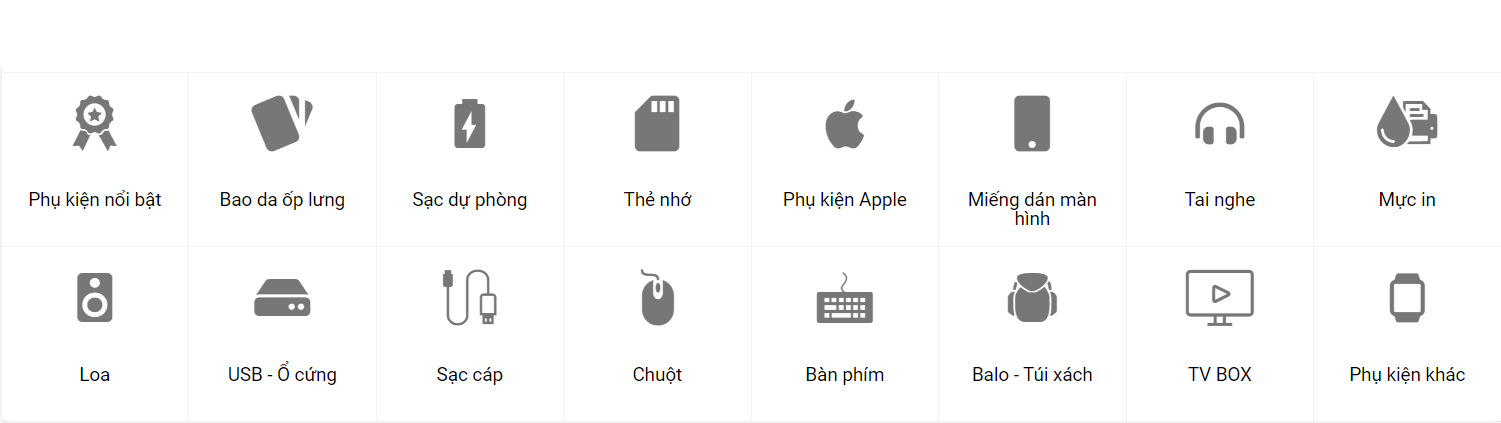 Phụ kiện nổi bật
Bao da ốp lưng
Sạc dự phòng
Thẻ nhớ
Phụ kiện Apple
Miếng dán màn
hình
Tai nghe
Mực in
Loa
USB - Ổ cứng
Sạc cáp
Chuột
Bàn phím
Balo - Túi xách
TV BOX
Phụ kiện khác